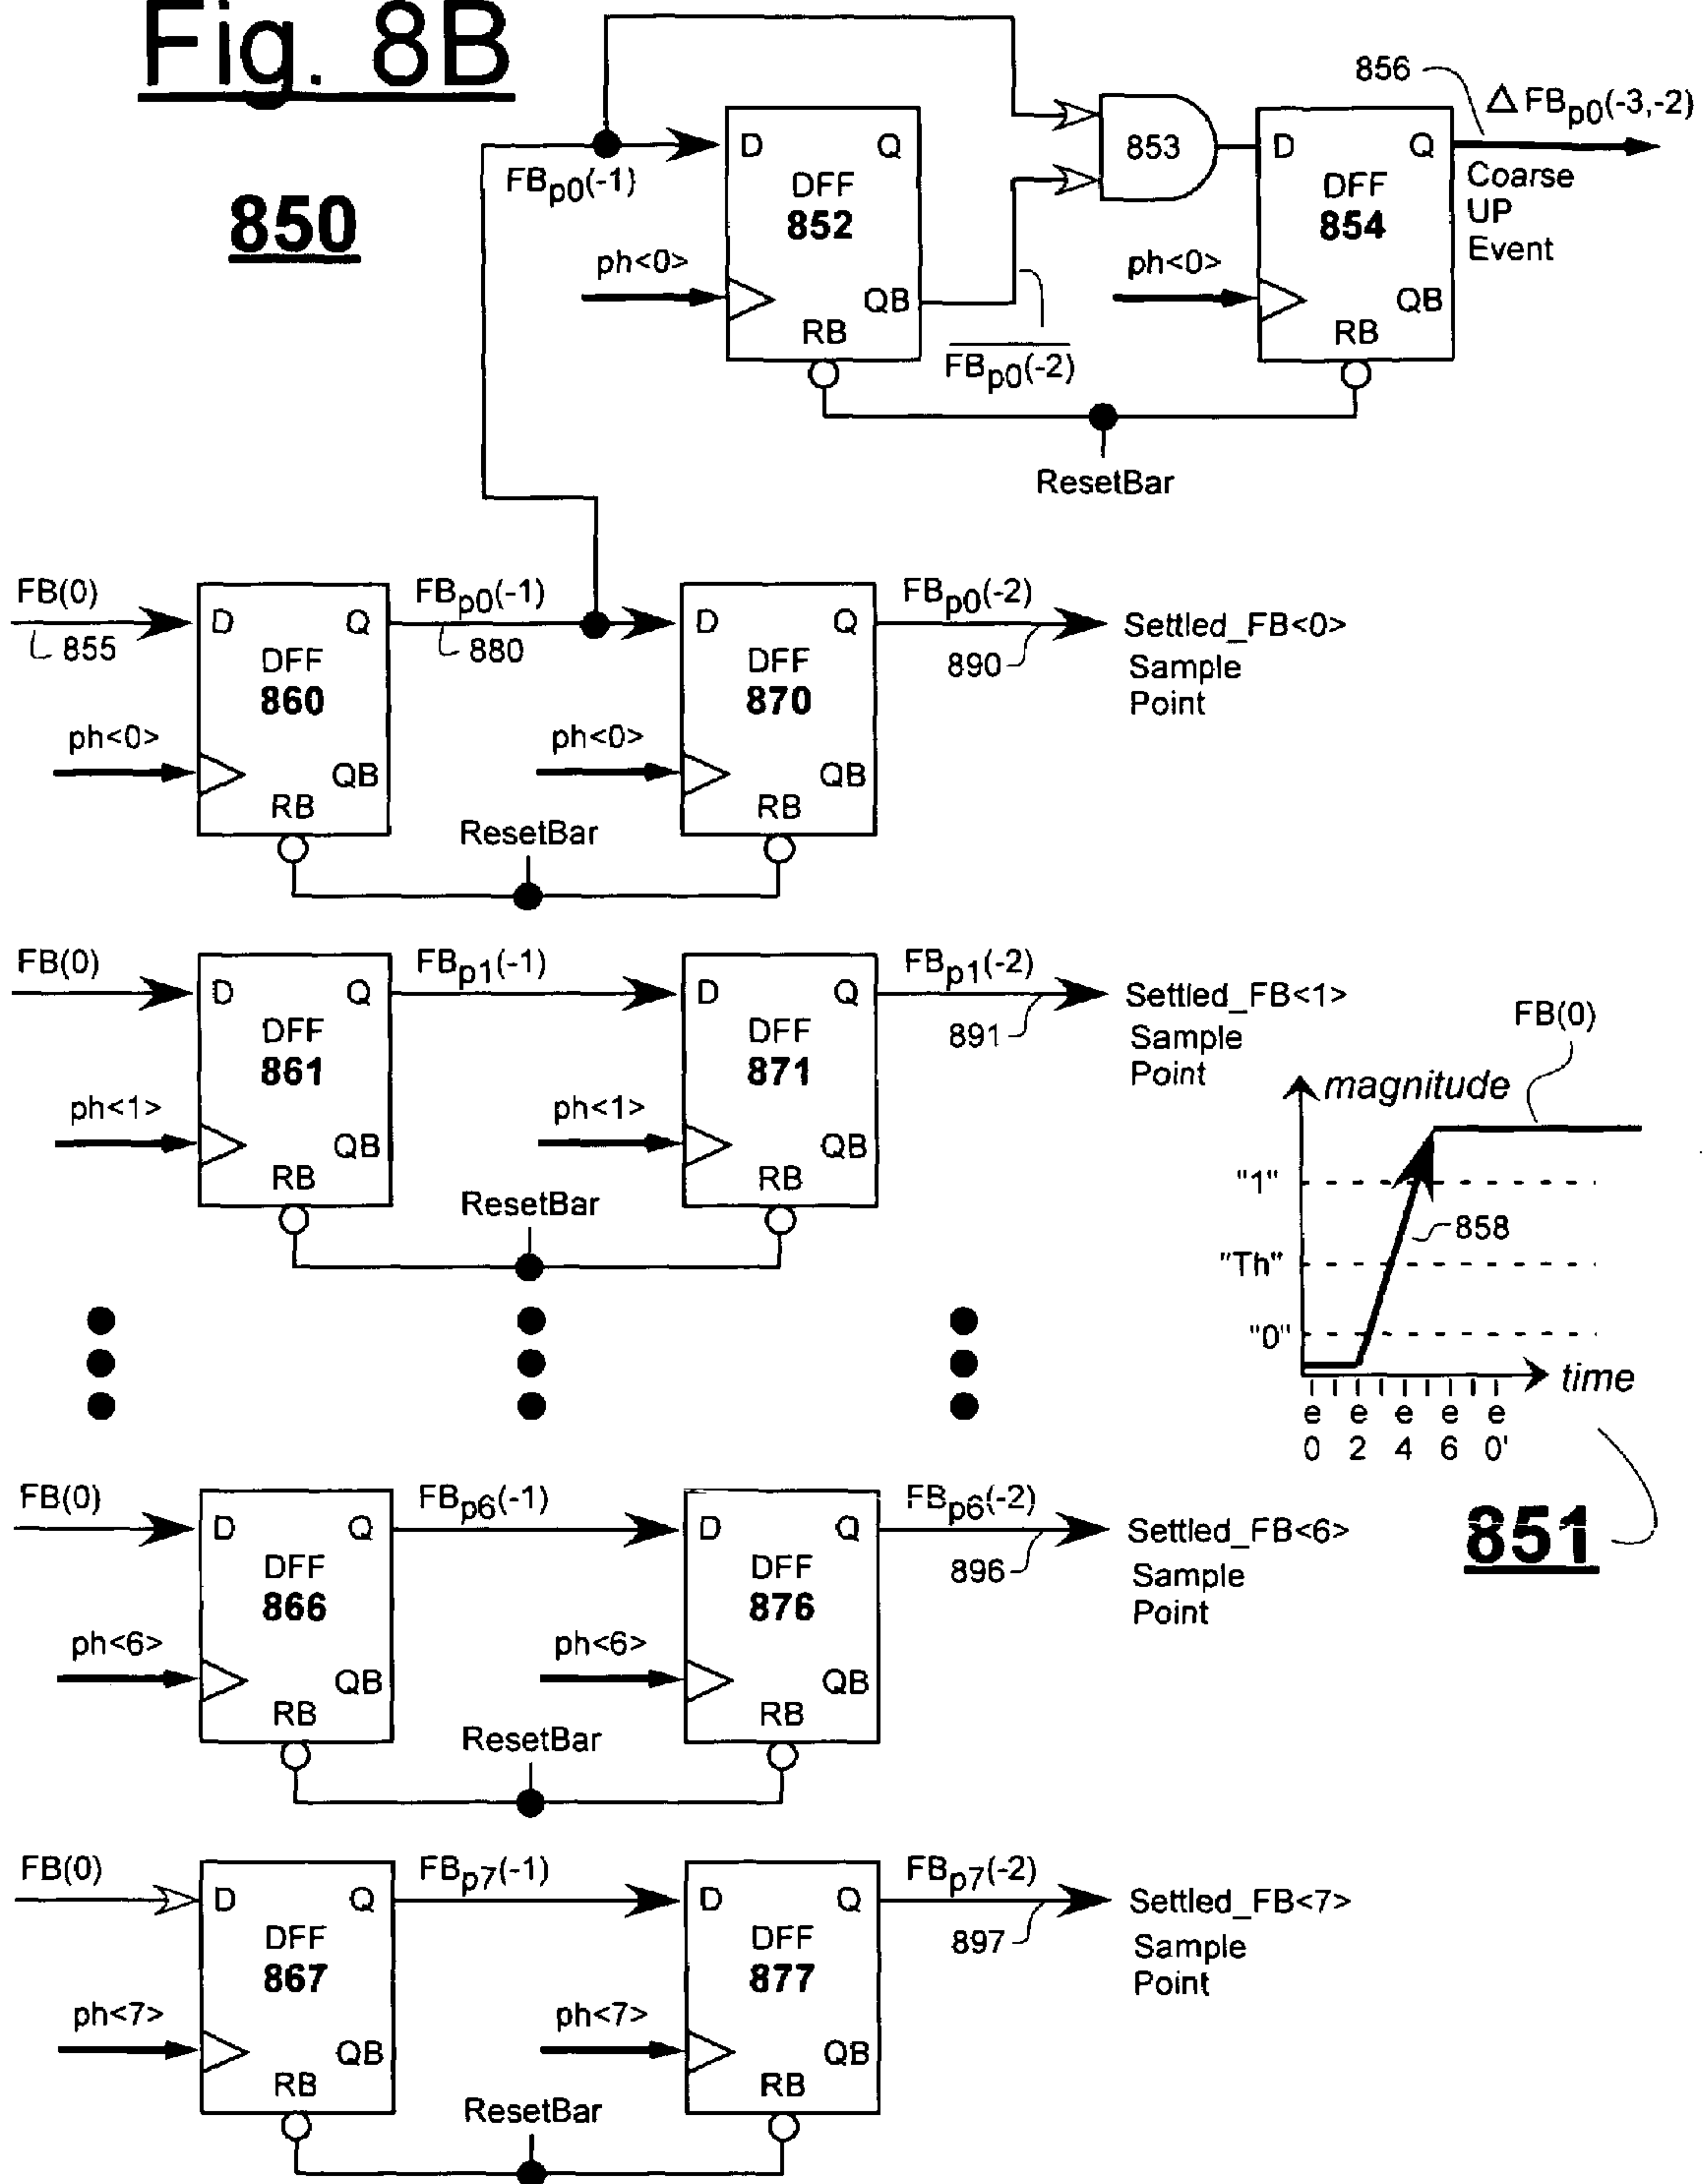 Fig. 8B
850
856
△ FBp0(-3,-2)
FBp0(-1)
D Q
DFF
852
QB
RB
ph<0>
FBp0(-2)
853
D Q
DFF
854
QB
RB
ph<0>
Coarse
UP
Event
ResetBar
FB(0)
855
D Q
DFF
860
ph<0>
QB
RB
FBp0(-1)
880
D Q
DFF
870
ph<0>
QB
RB
ResetBar
FBp0(-2)
890
Settled_FB<0>
Sample
Point
FB(0)
D Q
DFF
861
ph<1>
QB
RB
FBp1(-1)
D Q
DFF
871
ph<1>
QB
RB
ResetBar
FBp1(-2)
891
Settled_FB<1>
Sample
Point
FB(0)
magnitude
"1"
858
"Th"
"0"
time
e e e e e
0 2 4 6 0'
851
FB(0)
D Q
DFF
866
ph<6>
QB
RB
FBp6(-1)
D Q
DFF
876
ph<6>
QB
RB
ResetBar
FBp6(-2)
896
Settled_FB<6>
Sample
Point
FB(0)
D Q
DFF
867
ph<7>
QB
RB
FBp7(-1)
D Q
DFF
877
ph<7>
QB
RB
ResetBar
FBp7(-2)
897
Settled_FB<7>
Sample
Point